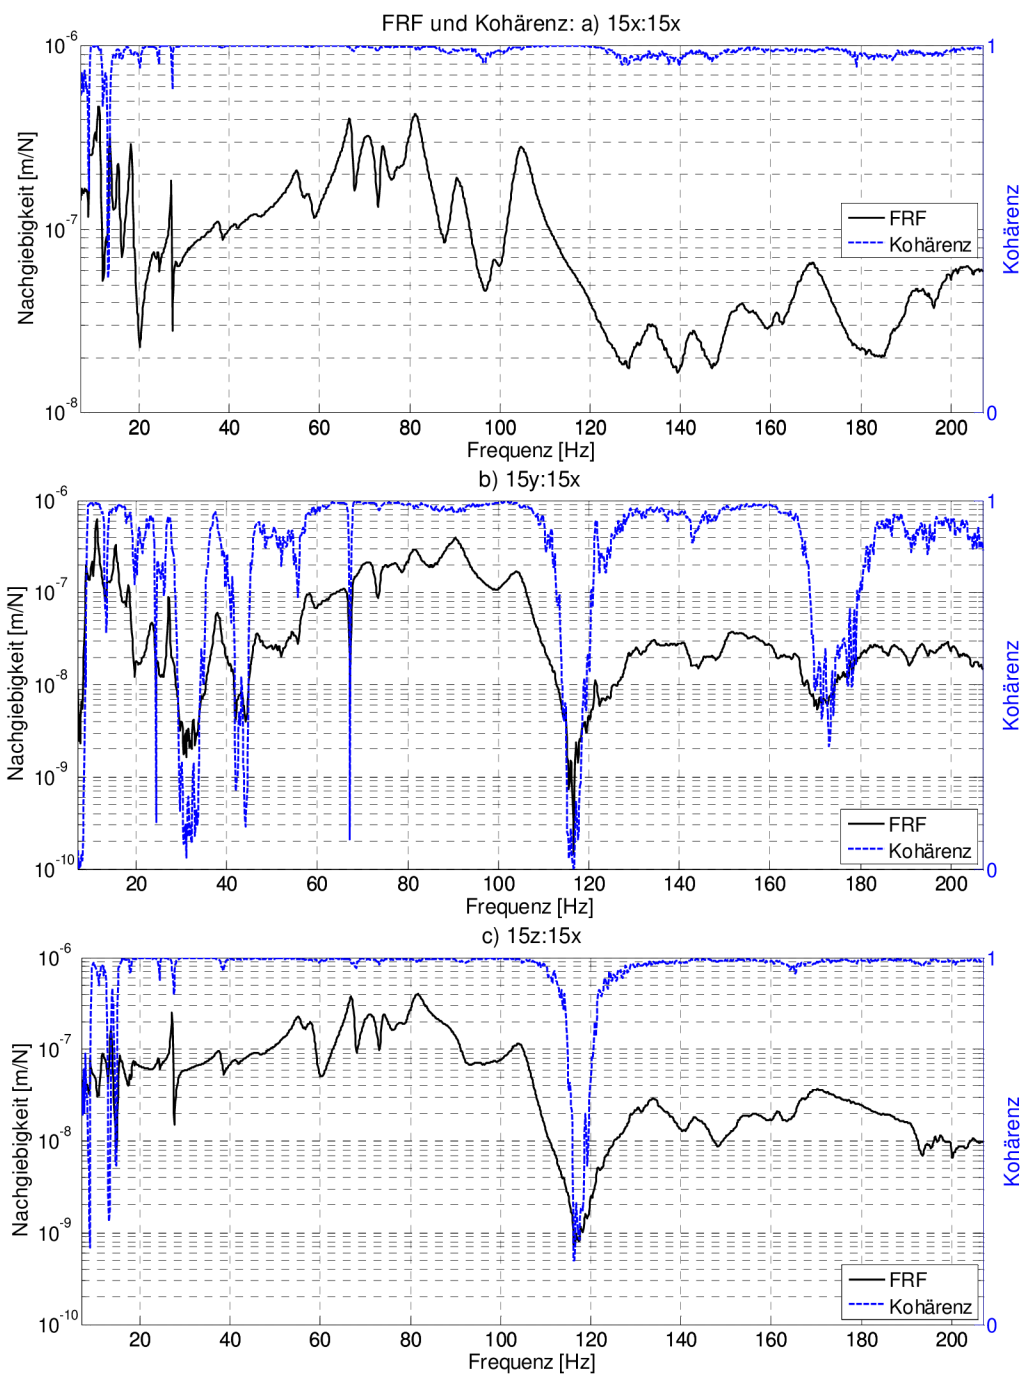 FRF und Kohärenz: a) 15x:15x
10^-6
10^-7
10^-8
Nachgiebigkeit [m/N]
1
0
Kohärenz
FRF
Kohärenz
20 40 60 80 100 120 140 160 180 200
Frequenz [Hz]
b) 15y:15x
10^-6
10^-7
10^-8
10^-9
10^-10
Nachgiebigkeit [m/N]
1
0
Kohärenz
FRF
Kohärenz
20 40 60 80 100 120 140 160 180 200
Frequenz [Hz]
c) 15z:15x
10^-6
10^-7
10^-8
10^-9
10^-10
Nachgiebigkeit [m/N]
1
0
Kohärenz
FRF
Kohärenz
20 40 60 80 100 120 140 160 180 200
Frequenz [Hz]